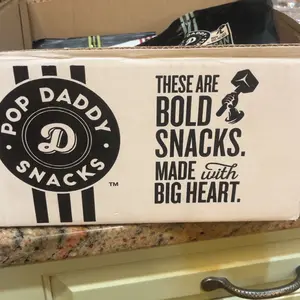 POP DADDY
D
SNACKS
TM
THESE ARE
BOLD
SNACKS.
MADE with
BIG HEART.